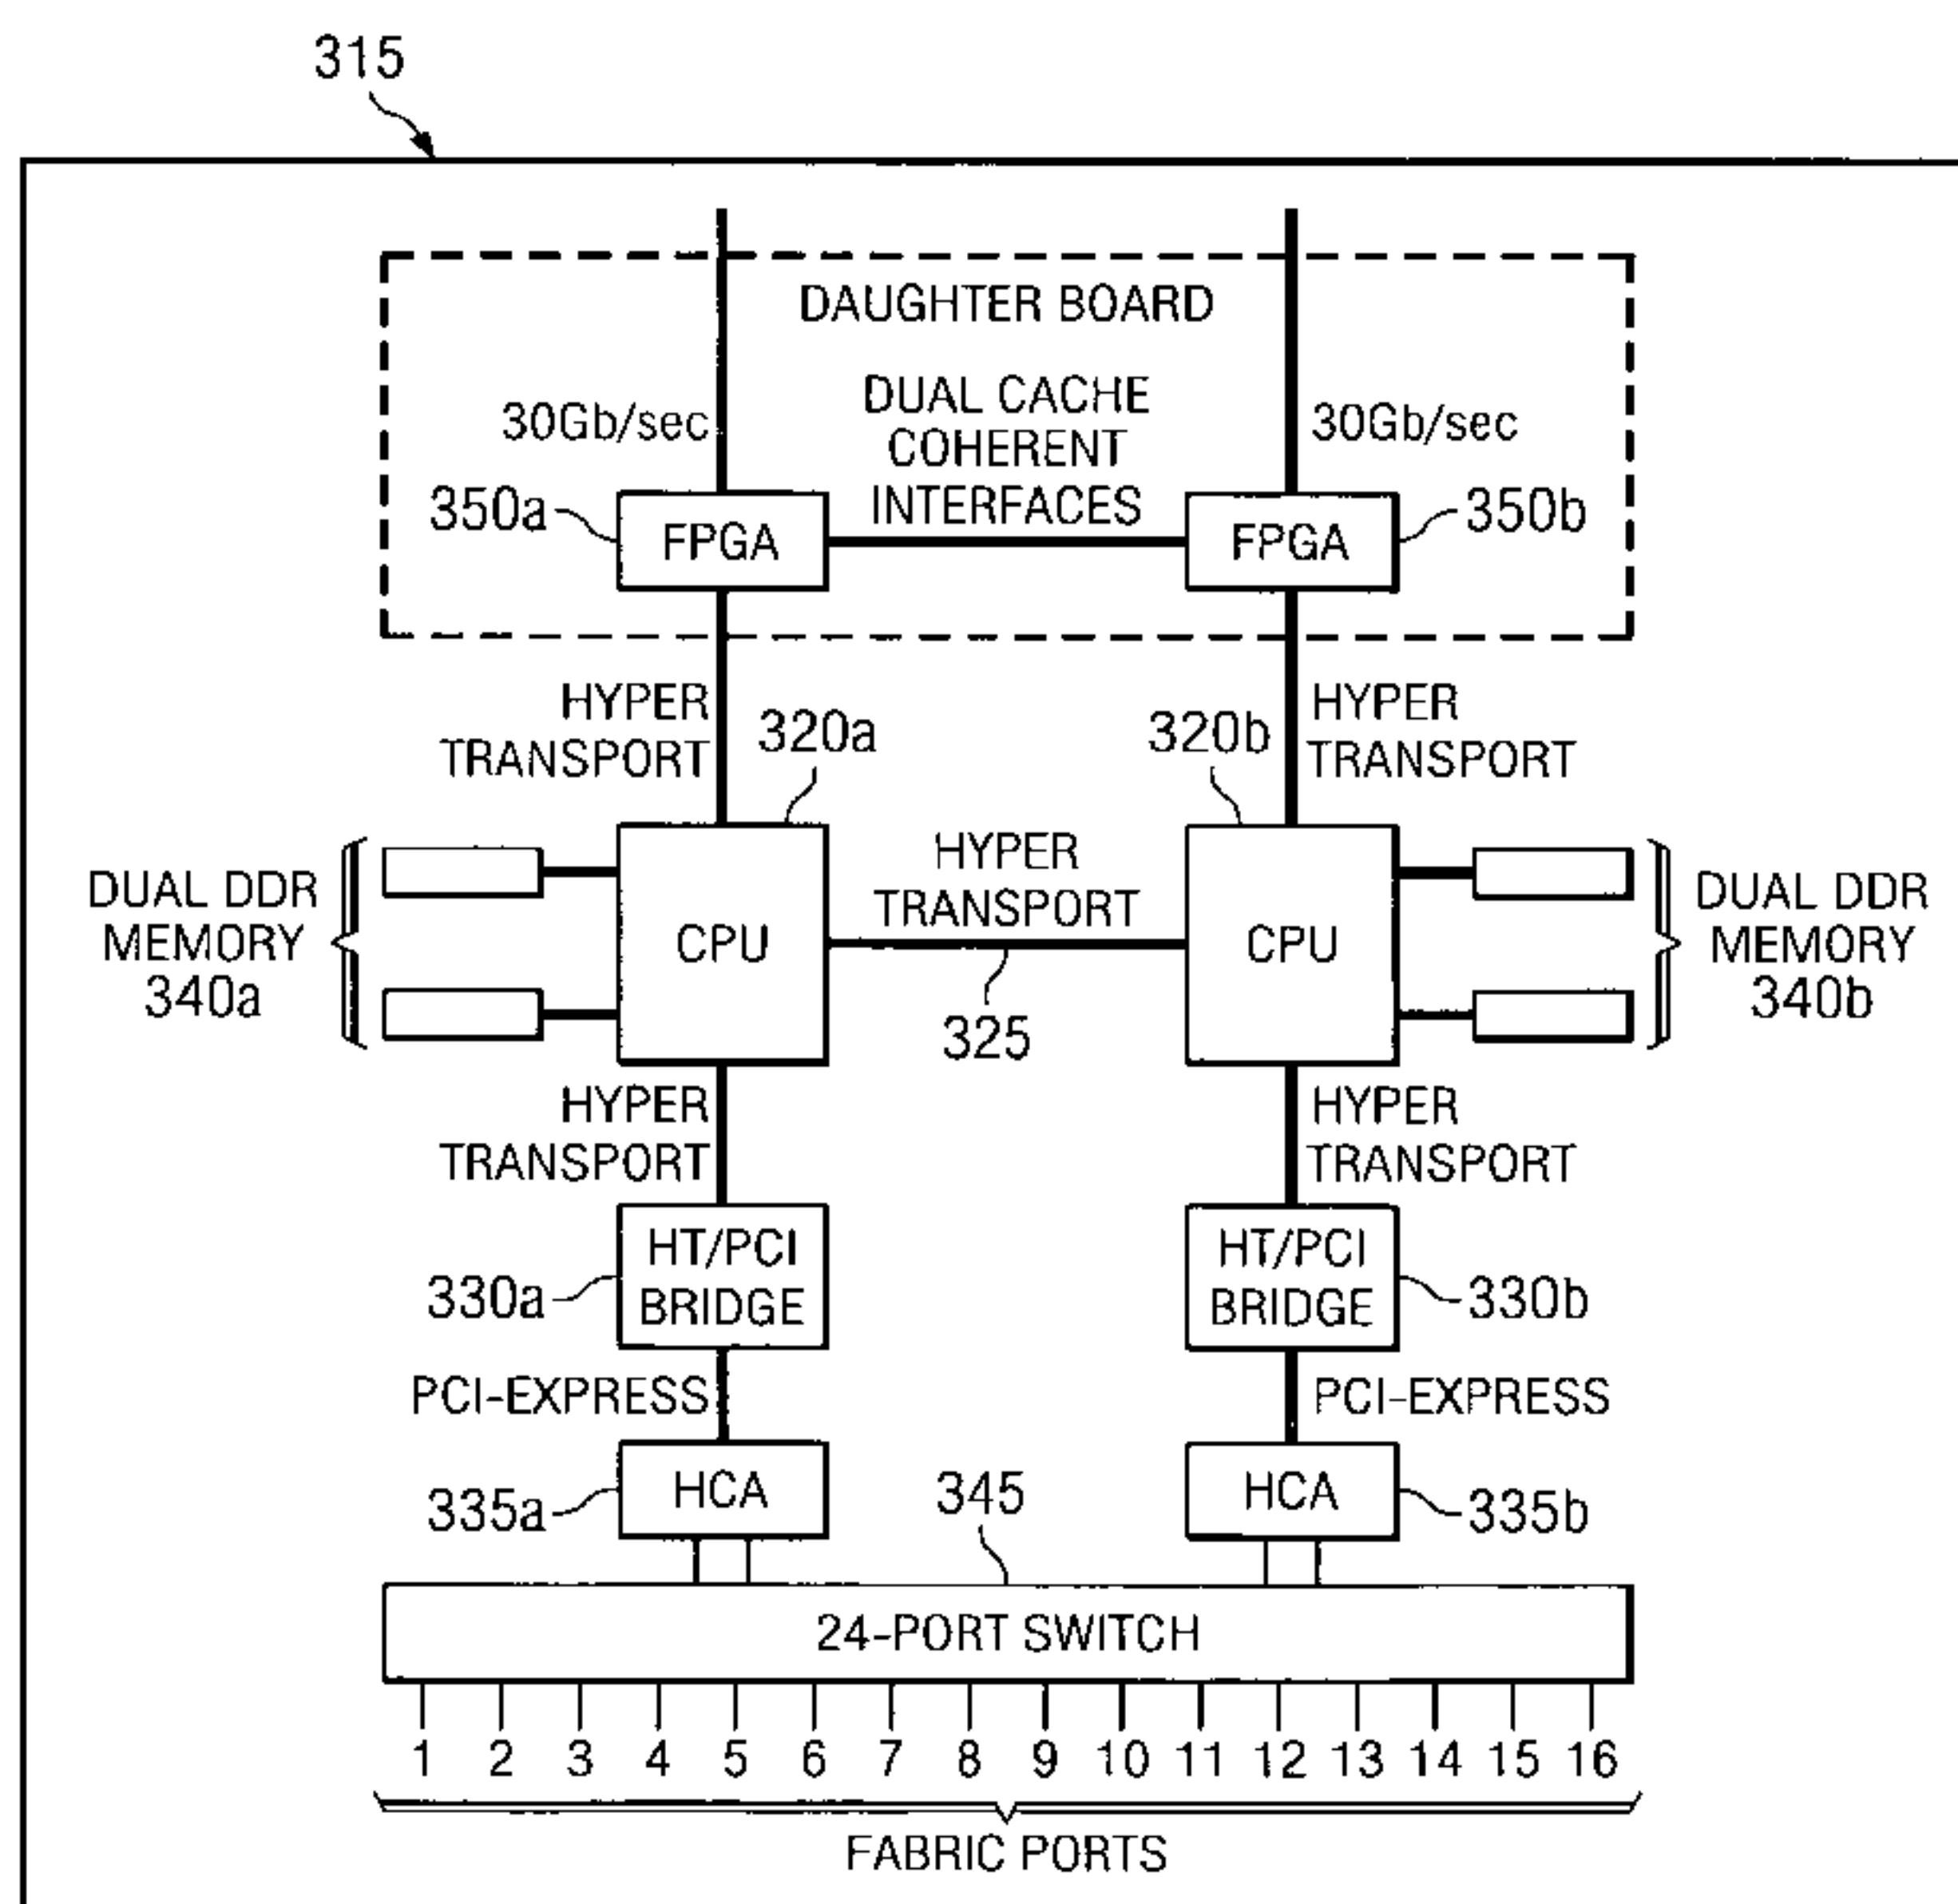 315
DAUGHTER BOARD
DUAL CACHE
COHERENT
INTERFACES
30Gb/sec
30Gb/sec
350a
FPGA
FPGA
350b
HYPER
TRANSPORT
320a
320b
HYPER
TRANSPORT
DUAL DDR
MEMORY
340a
CPU
HYPER
TRANSPORT
325
CPU
DUAL DDR
MEMORY
340b
HYPER
TRANSPORT
HYPER
TRANSPORT
330a
HT/PCI
BRIDGE
HT/PCI
BRIDGE
330b
PCI-EXPRESS
PCI-EXPRESS
335a
HCA
345
HCA
335b
24-PORT SWITCH
1 2 3 4 5 6 7 8 9 10 11 12 13 14 15 16
FABRIC PORTS